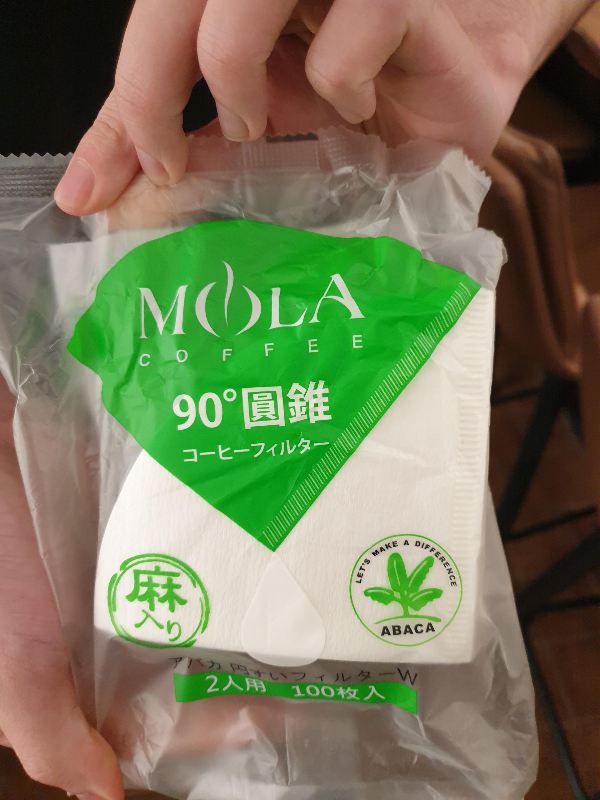 MOLA
COFFEE
90°圓錐
コーヒーフィルター
麻
入り
LET'S MAKE A DIFFERENCE
ABACA
アバカ円すいフィルターW
2人用 100枚入